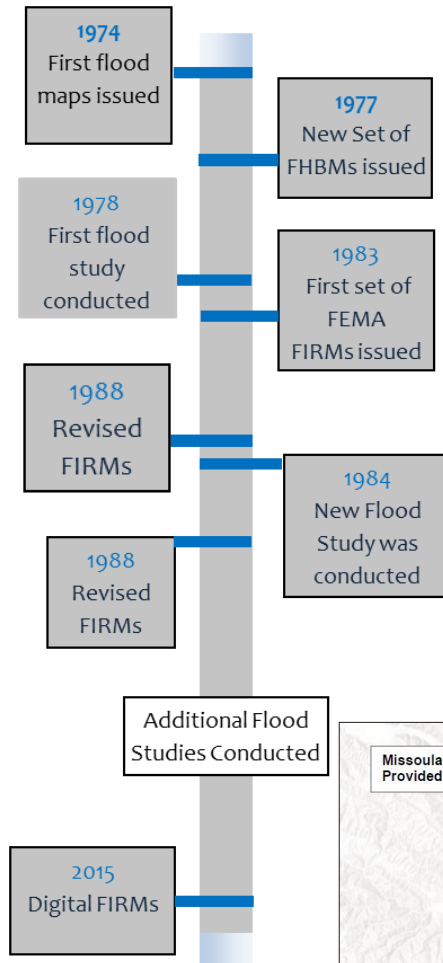 1974
First flood
maps issued
1977
New Set of
FHBMs issued
1978
First flood
study
conducted
1983
First set of
FEMA
FIRMs issued
1988
Revised
FIRMs
1984
New Flood
Study was
conducted
1988
Revised
FIRMs
Additional Flood
Studies Conducted
Missoula
Provided
2015
Digital FIRMs